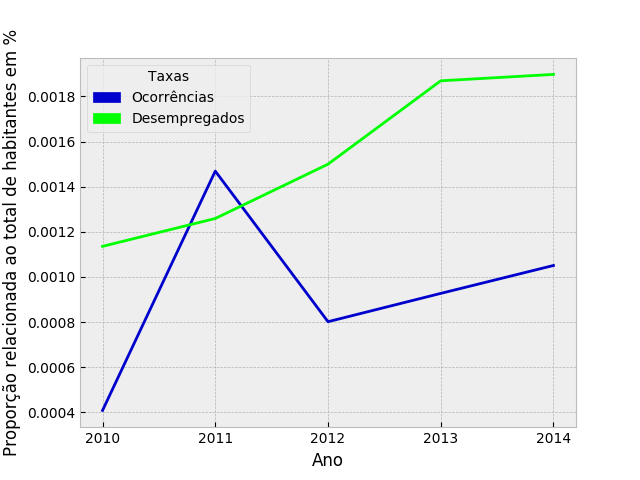 Proporção relacionada ao total de habitantes em %
Taxas
Ocorrências
Desempregados
0.0018
0.0016
0.0014
0.0012
0.0010
0.0008
0.0006
0.0004
2010 2011 2012 2013 2014
Ano